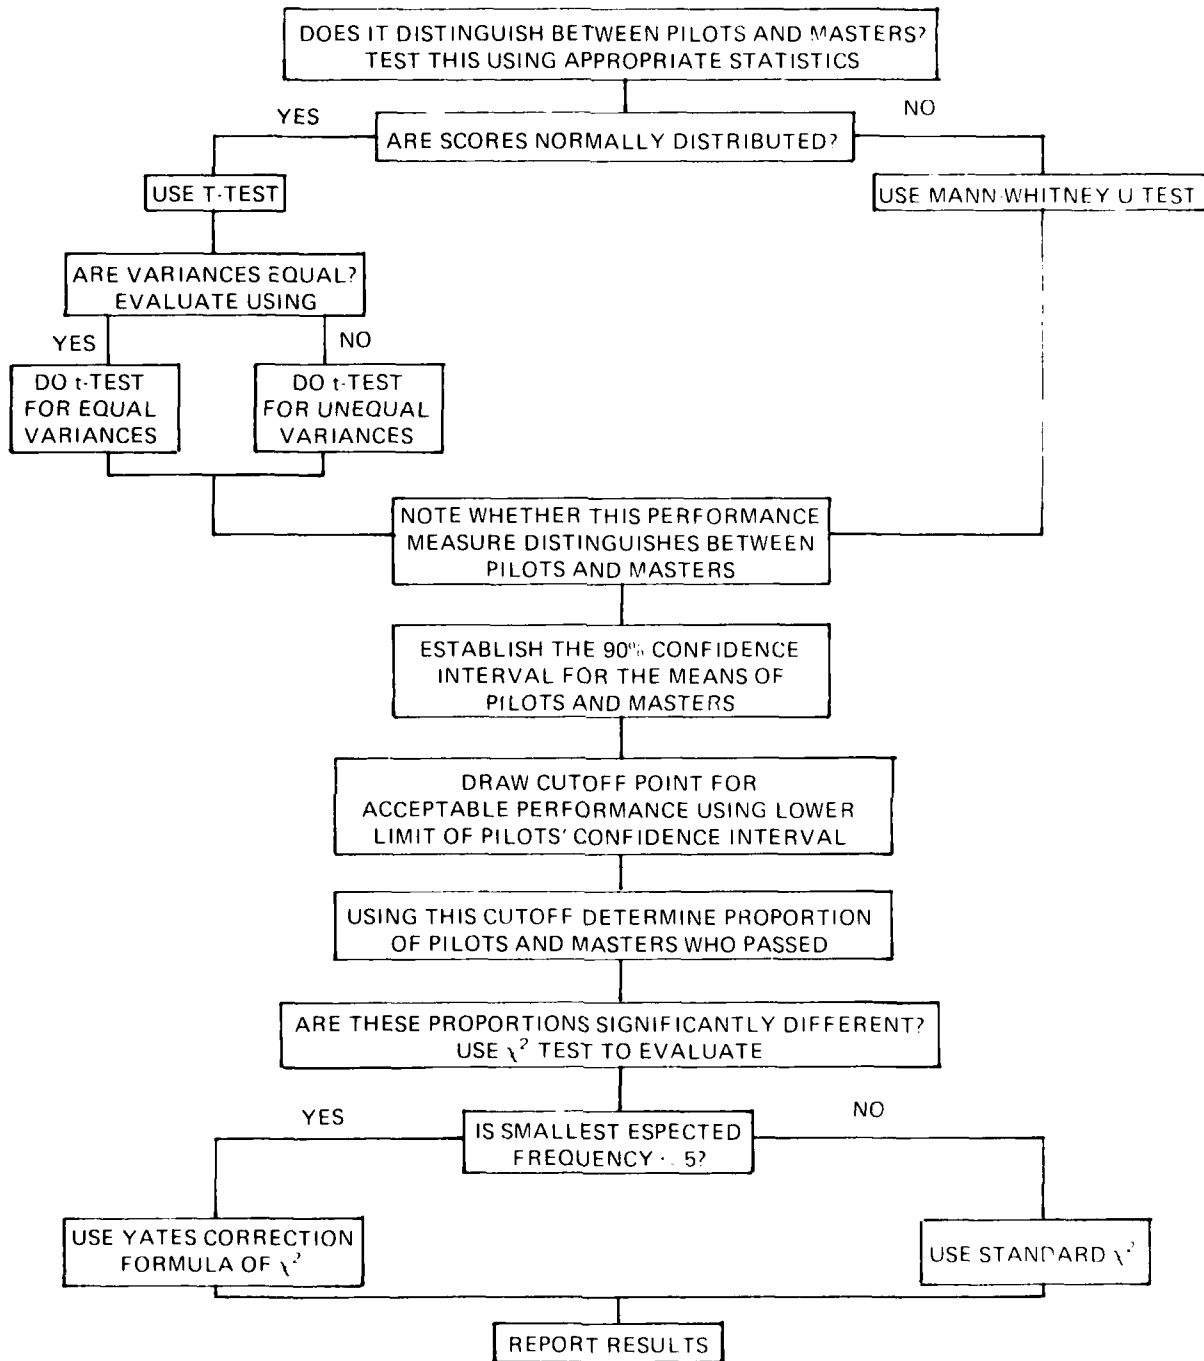 DOES IT DISTINGUISH BETWEEN PILOTS AND MASTERS?
TEST THIS USING APPROPRIATE STATISTICS
YES
NO
ARE SCORES NORMALLY DISTRIBUTED?
USE T-TEST
USE MANN-WHITNEY U TEST
ARE VARIANCES EQUAL?
EVALUATE USING
YES
NO
DO t-TEST
FOR EQUAL
VARIANCES
DO t-TEST
FOR UNEQUAL
VARIANCES
NOTE WHETHER THIS PERFORMANCE
MEASURE DISTINGUISHES BETWEEN
PILOTS AND MASTERS
ESTABLISH THE 90% CONFIDENCE
INTERVAL FOR THE MEANS OF
PILOTS AND MASTERS
DRAW CUTOFF POINT FOR
ACCEPTABLE PERFORMANCE USING LOWER
LIMIT OF PILOTS' CONFIDENCE INTERVAL
USING THIS CUTOFF DETERMINE PROPORTION
OF PILOTS AND MASTERS WHO PASSED
ARE THESE PROPORTIONS SIGNIFICANTLY DIFFERENT?
USE χ² TEST TO EVALUATE
YES
NO
IS SMALLEST ESPECTED
FREQUENCY 5?
USE YATES CORRECTION
FORMULA OF χ²
USE STANDARD χ²
REPORT RESULTS